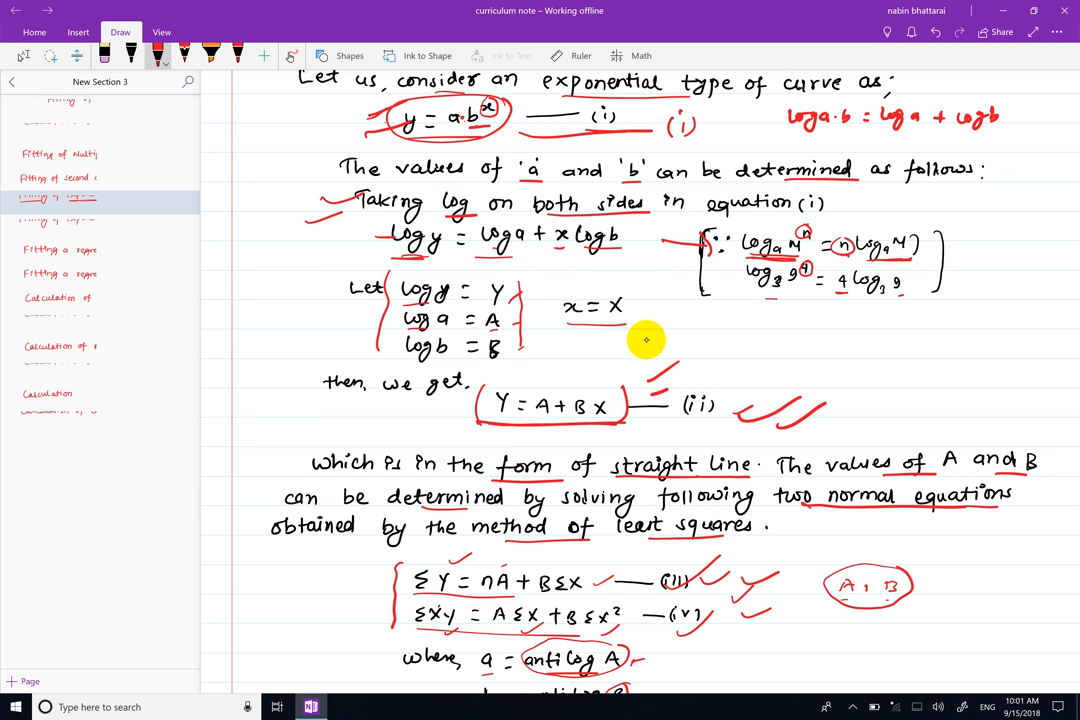 curriculum note – Working offline
nabin bhattarai
Home Insert Draw View
Share
Shapes Ink to Shape Ink to Text Ruler Math
New Section 3
Fitting of
Fitting of Multip
Fitting of second
Fitting a regre
Fitting a regre
Calculation of
Calculation of
Calculation
Page
Let us, consider an exponential type of curve as;
y = a.b^x —— (i) (i)
log a.b = log a + log b
The values of 'a' and 'b' can be determined as follows:
Taking log on both sides in equation (i)
log y = log a + x log b
[∵ log_a M^n = n log_a M]
log_3 9^4 = 4 log_3 9
Let log y = Y
log a = A
log b = B
x = X
then, we get,
Y = A + B X —— (ii)
which is in the form of straight line. The values of A and B
can be determined by solving following two normal equations
obtained by the method of least squares.
ΣY = nA + BΣX —— (iii)
ΣXY = AΣX + BΣX² —— (iv)
A, B
where, a = antilog A
Type here to search
10:01 AM
9/15/2018